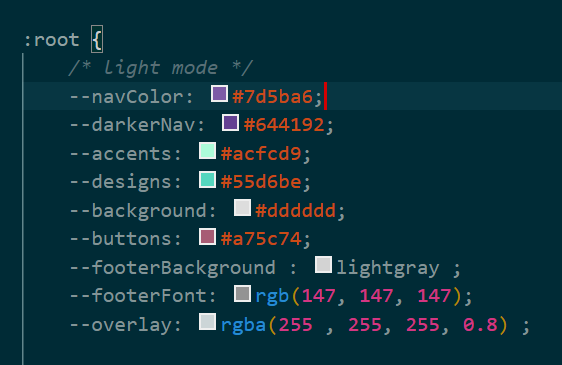 :root {
/* light mode */
--navColor: #7d5ba6;
--darkerNav: #644192;
--accents: #acfcd9;
--designs: #55d6be;
--background: #dddddd;
--buttons: #a75c74;
--footerBackground : lightgray ;
--footerFont: rgb(147, 147, 147);
--overlay: rgba(255 , 255, 255, 0.8) ;